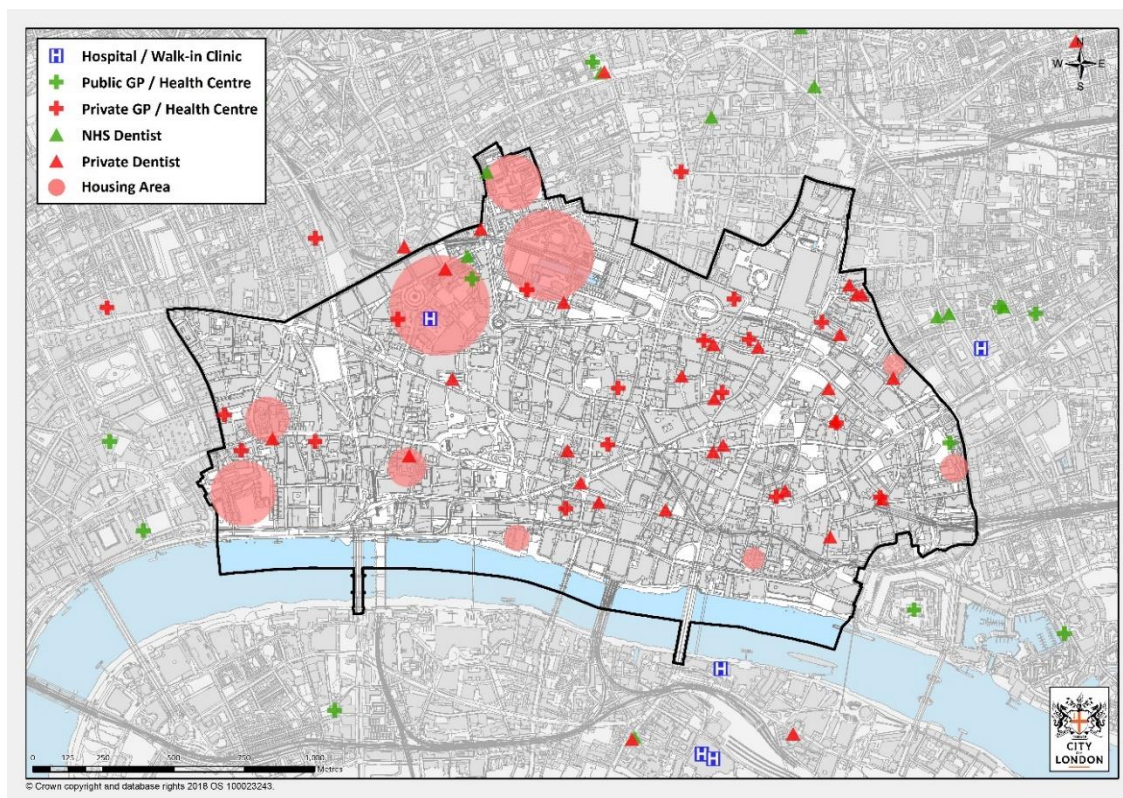 Hospital / Walk-in Clinic
Public GP / Health Centre
Private GP / Health Centre
NHS Dentist
Private Dentist
Housing Area
N
W E
S
H
H
H
H H
CITY
LONDON
0 125 250 500 750 1,000
Metres
© Crown copyright and database rights 2018 OS 100023243.